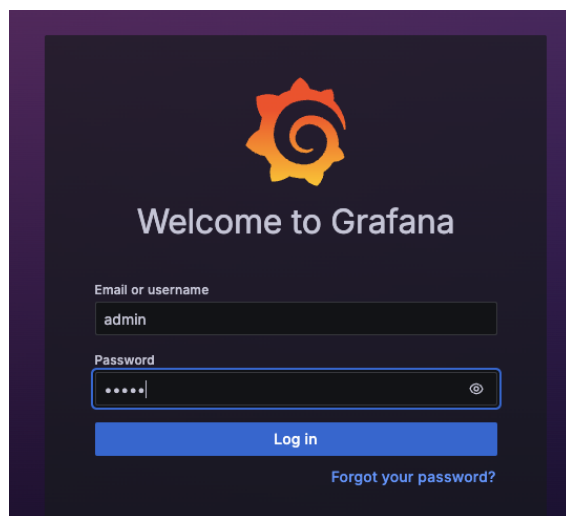 Welcome to Grafana
Email or username
admin
Password
•••••
Log in
Forgot your password?